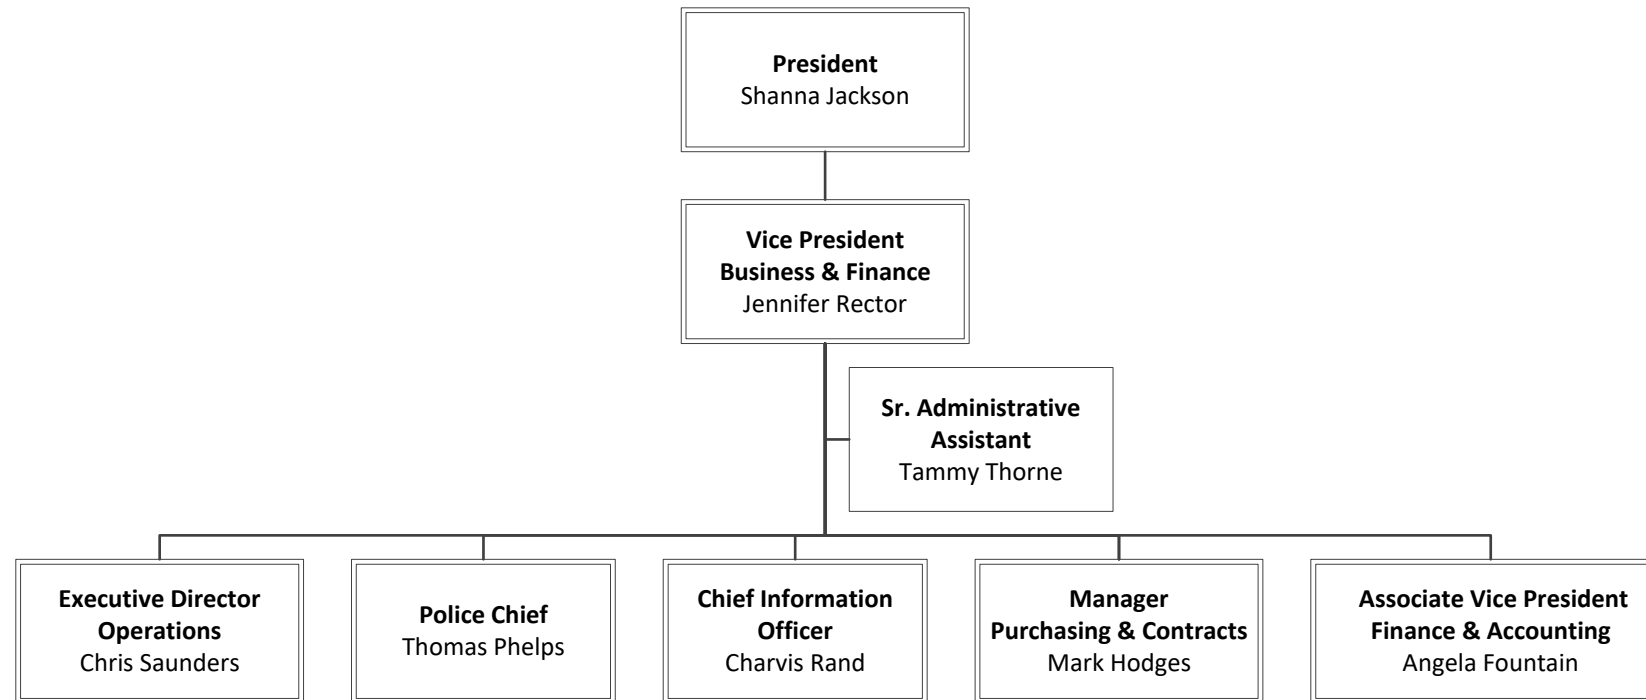 President
Shanna Jackson
Vice President
Business & Finance
Jennifer Rector
Sr. Administrative
Assistant
Tammy Thorne
Executive Director
Operations
Chris Saunders
Police Chief
Thomas Phelps
Chief Information
Officer
Charvis Rand
Manager
Purchasing & Contracts
Mark Hodges
Associate Vice President
Finance & Accounting
Angela Fountain